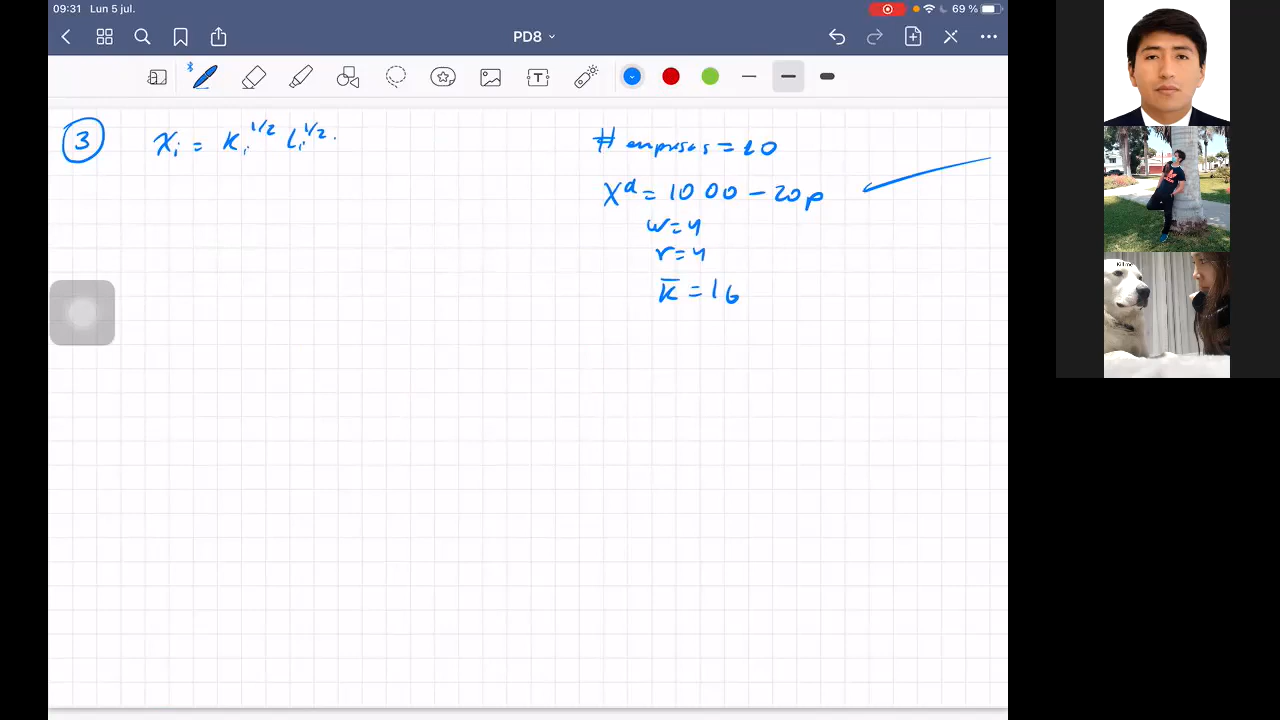 09:31 Lun 5 jul.
69 %
PD8
3 Xi = Ki^1/2 Li^1/2.
# empresas = 20
X^d = 1000 - 20p
w = 4
r = 4
K̅ = 16